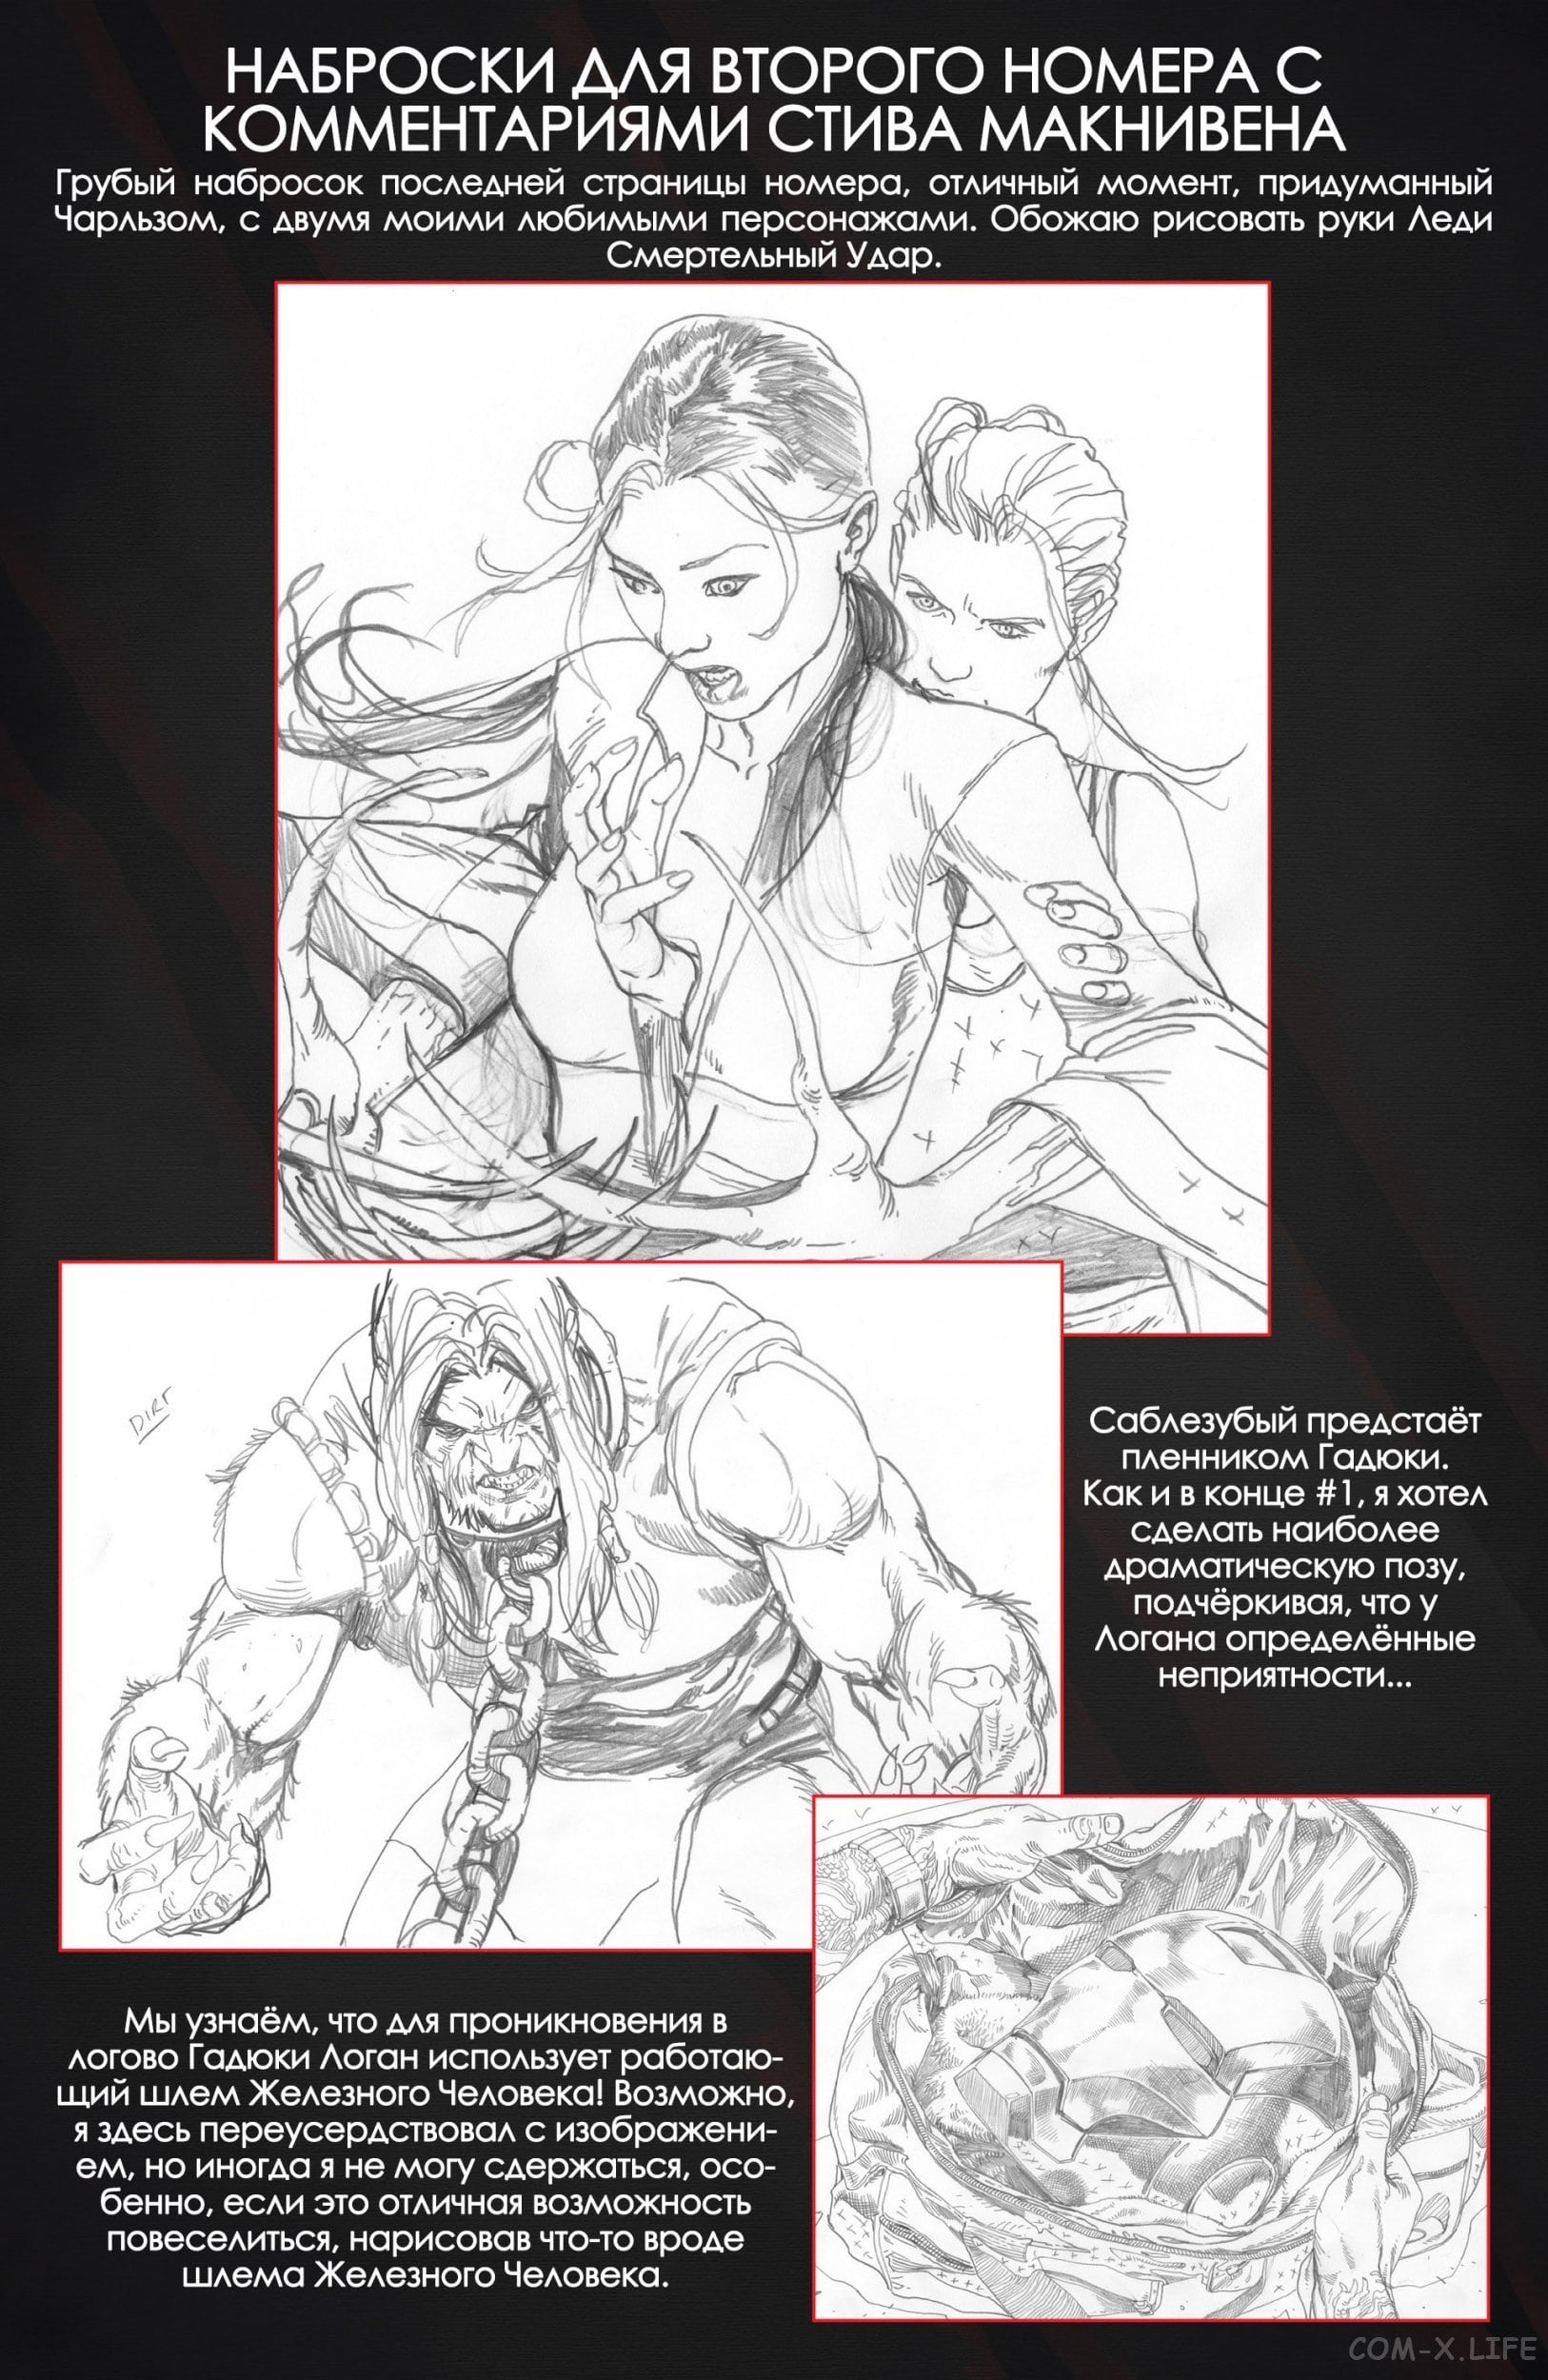 НАБРОСКИ ДЛЯ ВТОРОГО НОМЕРА С
КОММЕНТАРИЯМИ СТИВА МАКНИВЕНА
Грубый набросок последней страницы номера, отличный момент, придуманный
Чарльзом, с двумя моими любимыми персонажами. Обожаю рисовать руки Леди
Смертельный Удар.
DIRT
Саблезубый предстаёт
пленником Гадюки.
Как и в конце #1, я хотел
сделать наиболее
драматическую позу,
подчёркивая, что у
Логана определённые
неприятности...
Мы узнаём, что для проникновения в
логово Гадюки Логан использует работаю-
щий шлем Железного Человека! Возможно,
я здесь переусердствовал с изображени-
ем, но иногда я не могу сдержаться, осо-
бенно, если это отличная возможность
повеселиться, нарисовав что-то вроде
шлема Железного Человека.
COM-X.LIFE